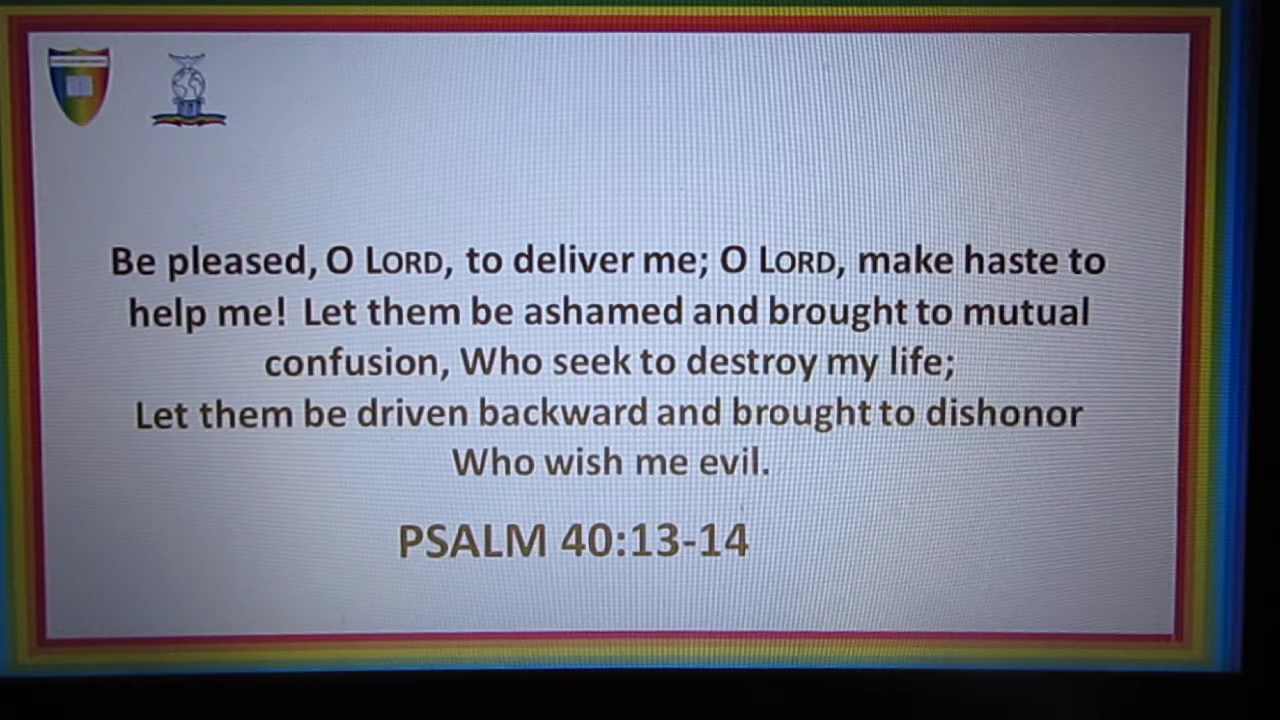 Be pleased, O LORD, to deliver me; O LORD, make haste to
help me! Let them be ashamed and brought to mutual
confusion, Who seek to destroy my life;
Let them be driven backward and brought to dishonor
Who wish me evil.
PSALM 40:13-14